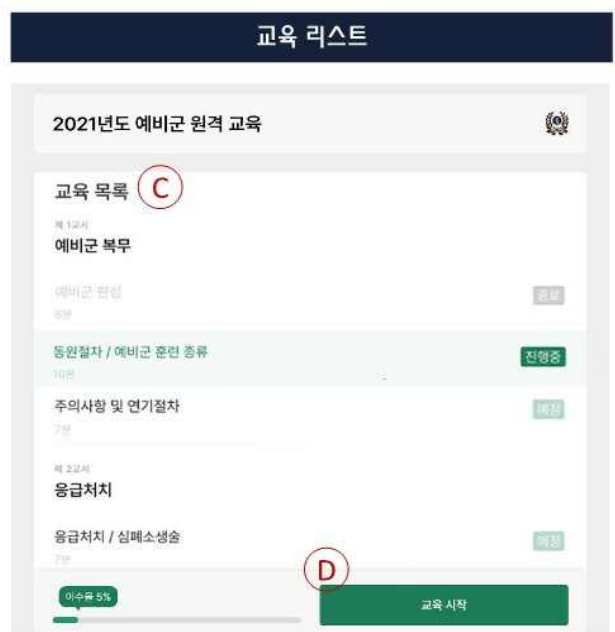 교육 리스트
2021년도 예비군 원격 교육
교육 목록 C
제 1교시
예비군 복무
예비군 편성 종료
6분
동원절차 / 예비군 훈련 종류 진행중
10분
주의사항 및 연기절차 예정
7분
제 2교시
응급처치
응급처치 / 심폐소생술 예정
7분
D
이수율 5% 교육 시작